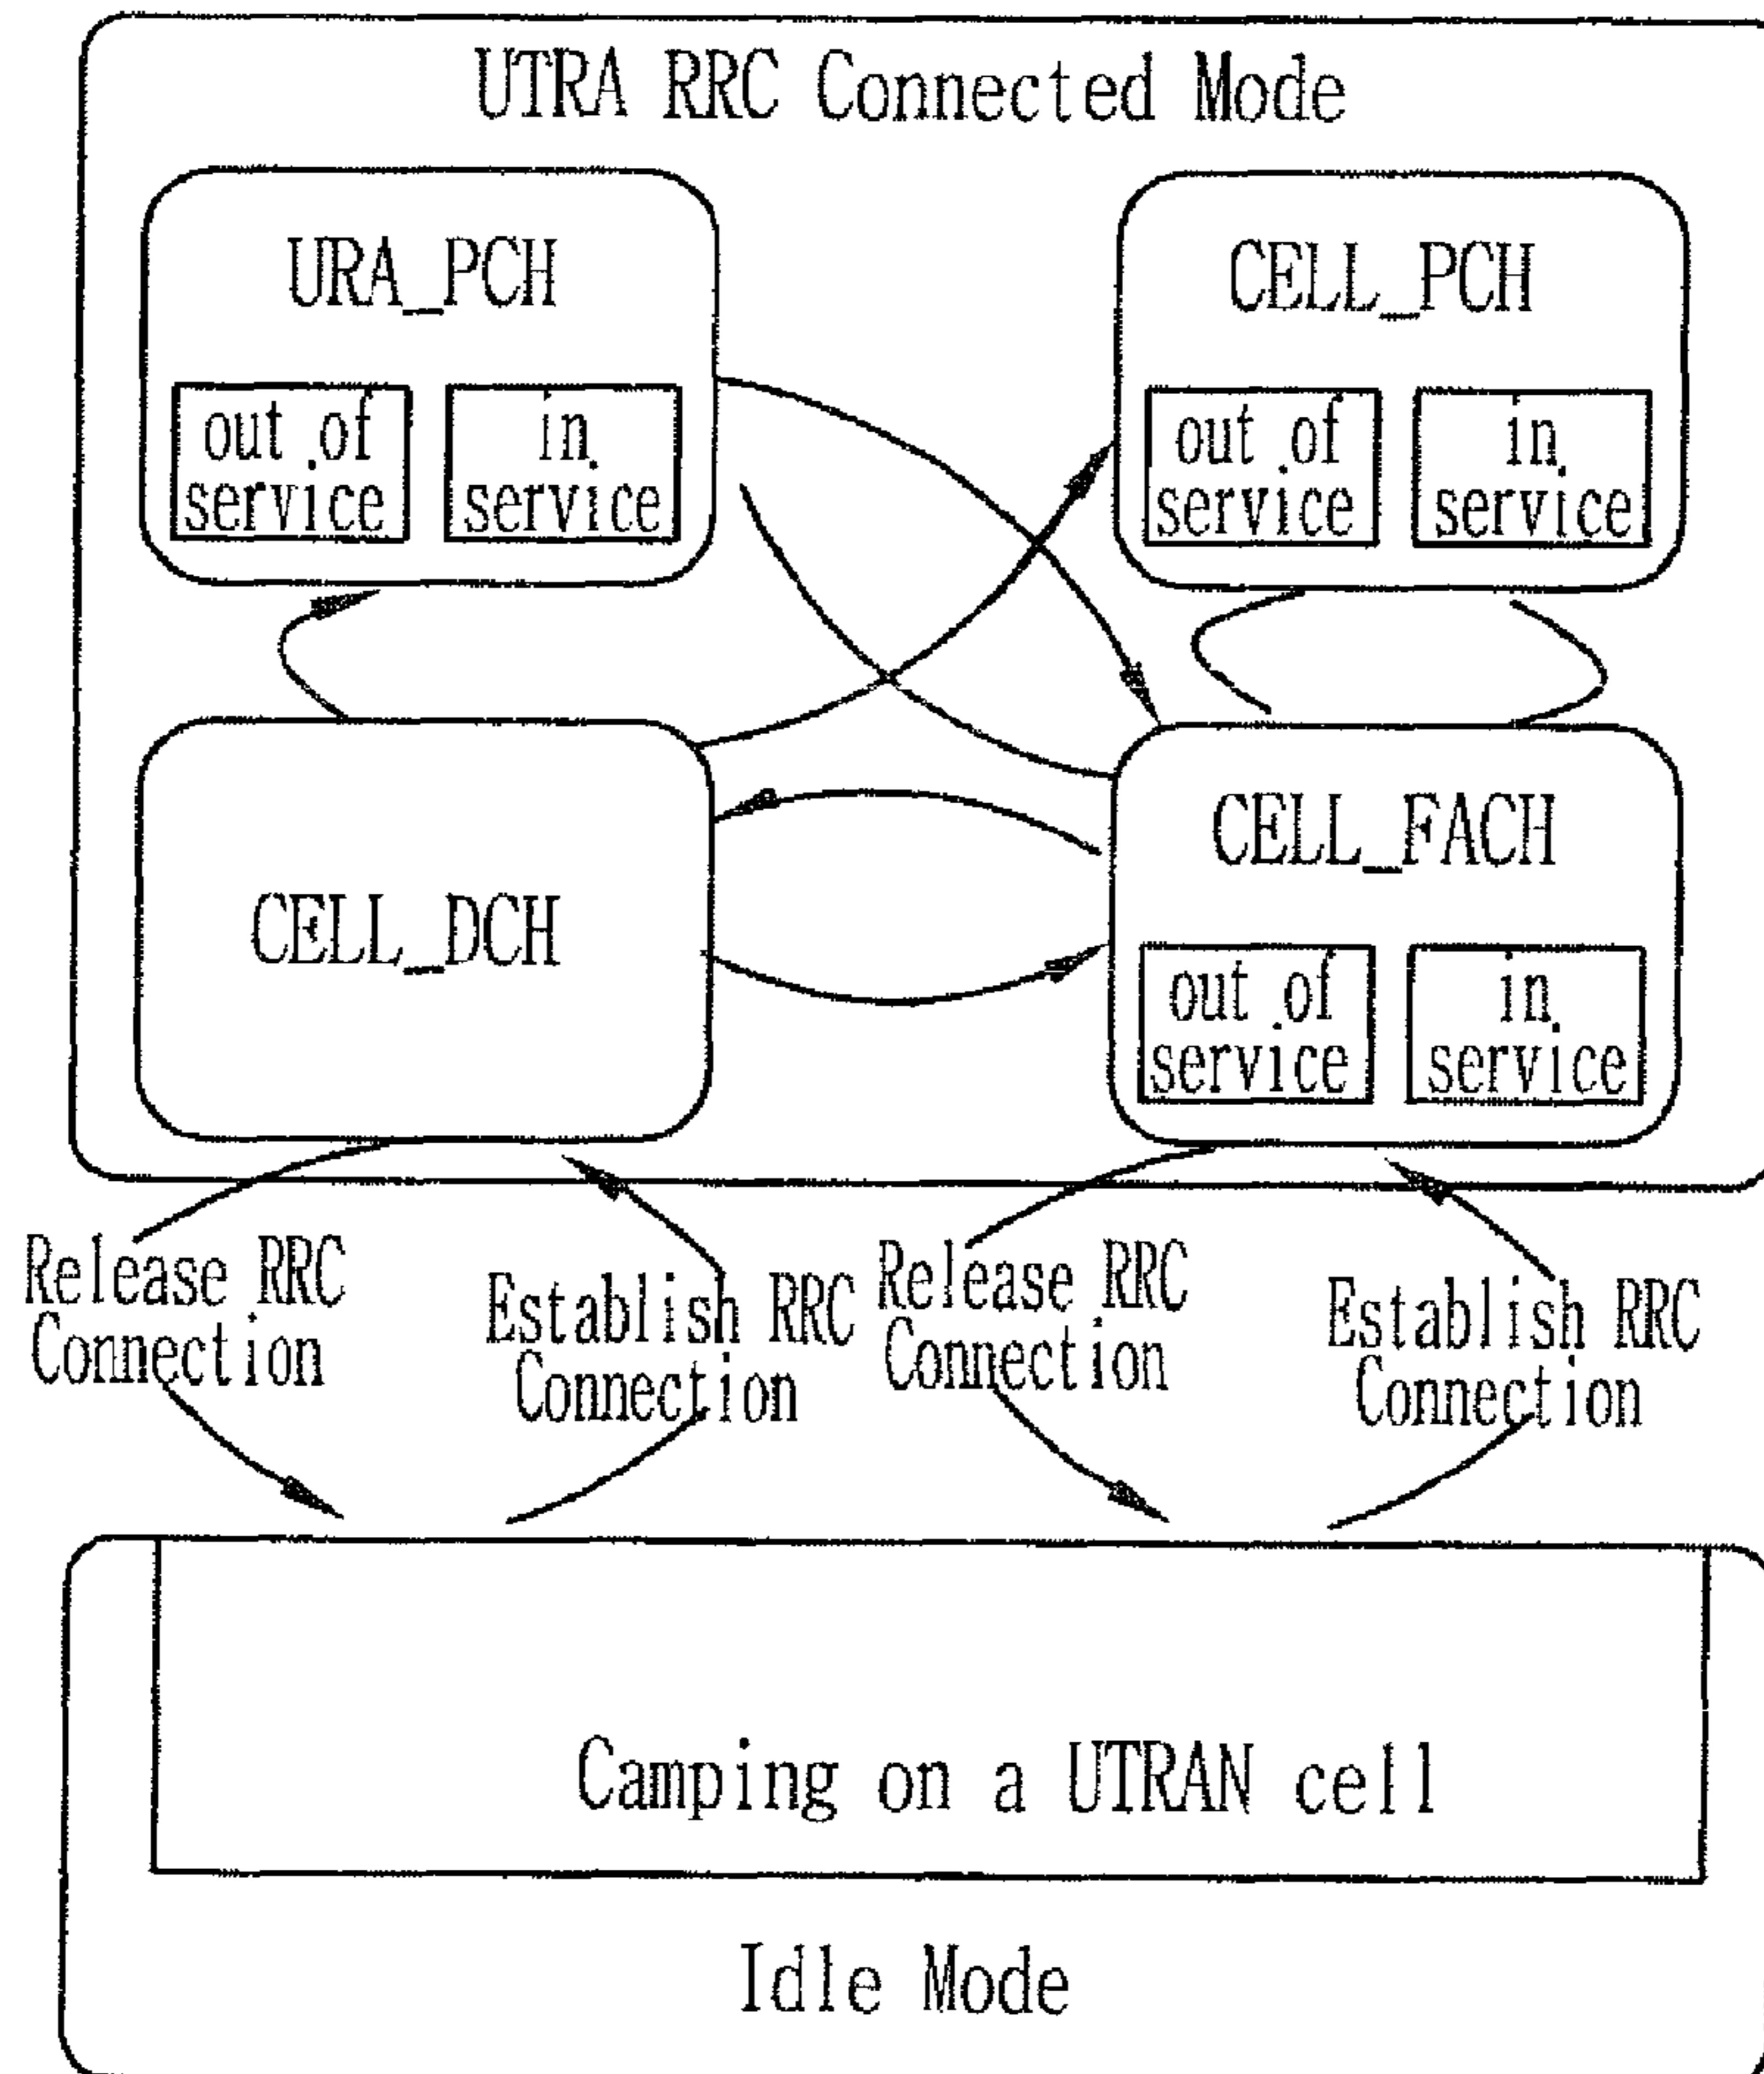 UTRA RRC Connected Mode
URA_PCH
out of
service
in
service
CELL_PCH
out of
service
in
service
CELL_DCH
CELL_FACH
out of
service
in
service
Release RRC
Connection
Establish RRC
Connection
Release RRC
Connection
Establish RRC
Connection
Camping on a UTRAN cell
Idle Mode